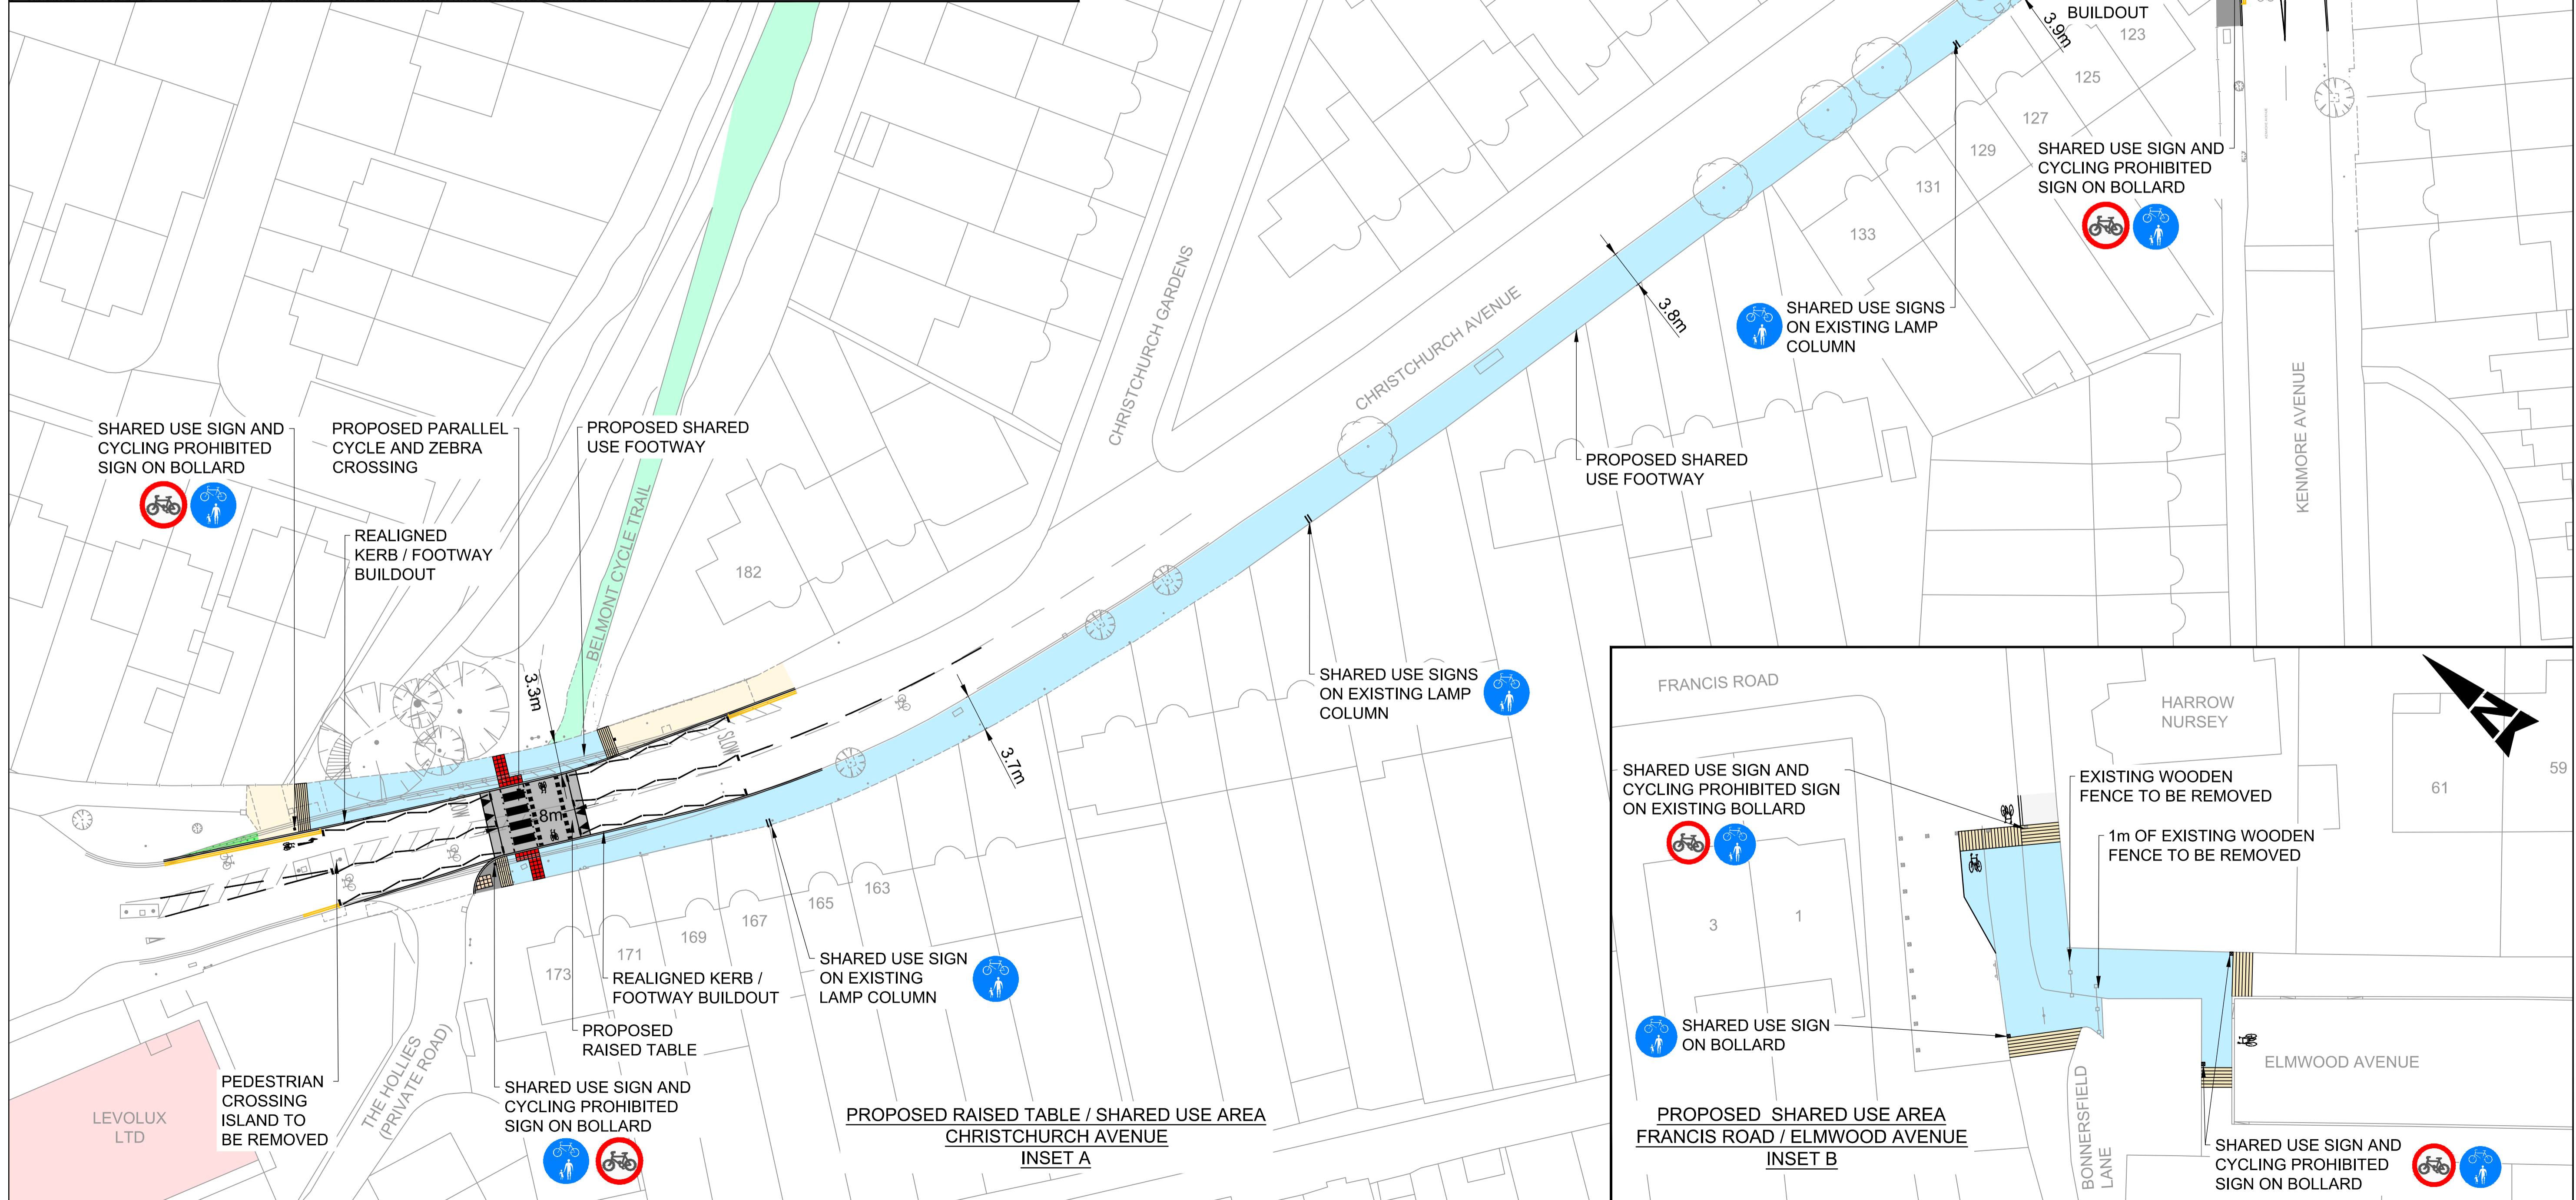 BUILDOUT
3.9m
123
125
127
129
131
133
SHARED USE SIGN AND
CYCLING PROHIBITED
SIGN ON BOLLARD
CHRISTCHURCH GARDENS
CHRISTCHURCH AVENUE
3.8m
SHARED USE SIGNS
ON EXISTING LAMP
COLUMN
KENMORE AVENUE
SHARED USE SIGN AND
CYCLING PROHIBITED
SIGN ON BOLLARD
PROPOSED PARALLEL
CYCLE AND ZEBRA
CROSSING
PROPOSED SHARED
USE FOOTWAY
PROPOSED SHARED
USE FOOTWAY
REALIGNED
KERB / FOOTWAY
BUILDOUT
BELMONT CYCLE TRAIL
182
3.3m
SHARED USE SIGNS
ON EXISTING LAMP
COLUMN
SLOW
SLOW
3.7m
8m
163
165
167
169
171
173
SHARED USE SIGN
ON EXISTING
LAMP COLUMN
REALIGNED KERB /
FOOTWAY BUILDOUT
PROPOSED
RAISED TABLE
THE HOLLIES
(PRIVATE ROAD)
PEDESTRIAN
CROSSING
ISLAND TO
BE REMOVED
LEVOLUX
LTD
SHARED USE SIGN AND
CYCLING PROHIBITED
SIGN ON BOLLARD
PROPOSED RAISED TABLE / SHARED USE AREA
CHRISTCHURCH AVENUE
INSET A
FRANCIS ROAD
HARROW
NURSEY
N
59
61
SHARED USE SIGN AND
CYCLING PROHIBITED SIGN
ON EXISTING BOLLARD
EXISTING WOODEN
FENCE TO BE REMOVED
1m OF EXISTING WOODEN
FENCE TO BE REMOVED
3
1
SHARED USE SIGN
ON BOLLARD
ELMWOOD AVENUE
BONNERSFIELD
LANE
PROPOSED SHARED USE AREA
FRANCIS ROAD / ELMWOOD AVENUE
INSET B
SHARED USE SIGN AND
CYCLING PROHIBITED
SIGN ON BOLLARD